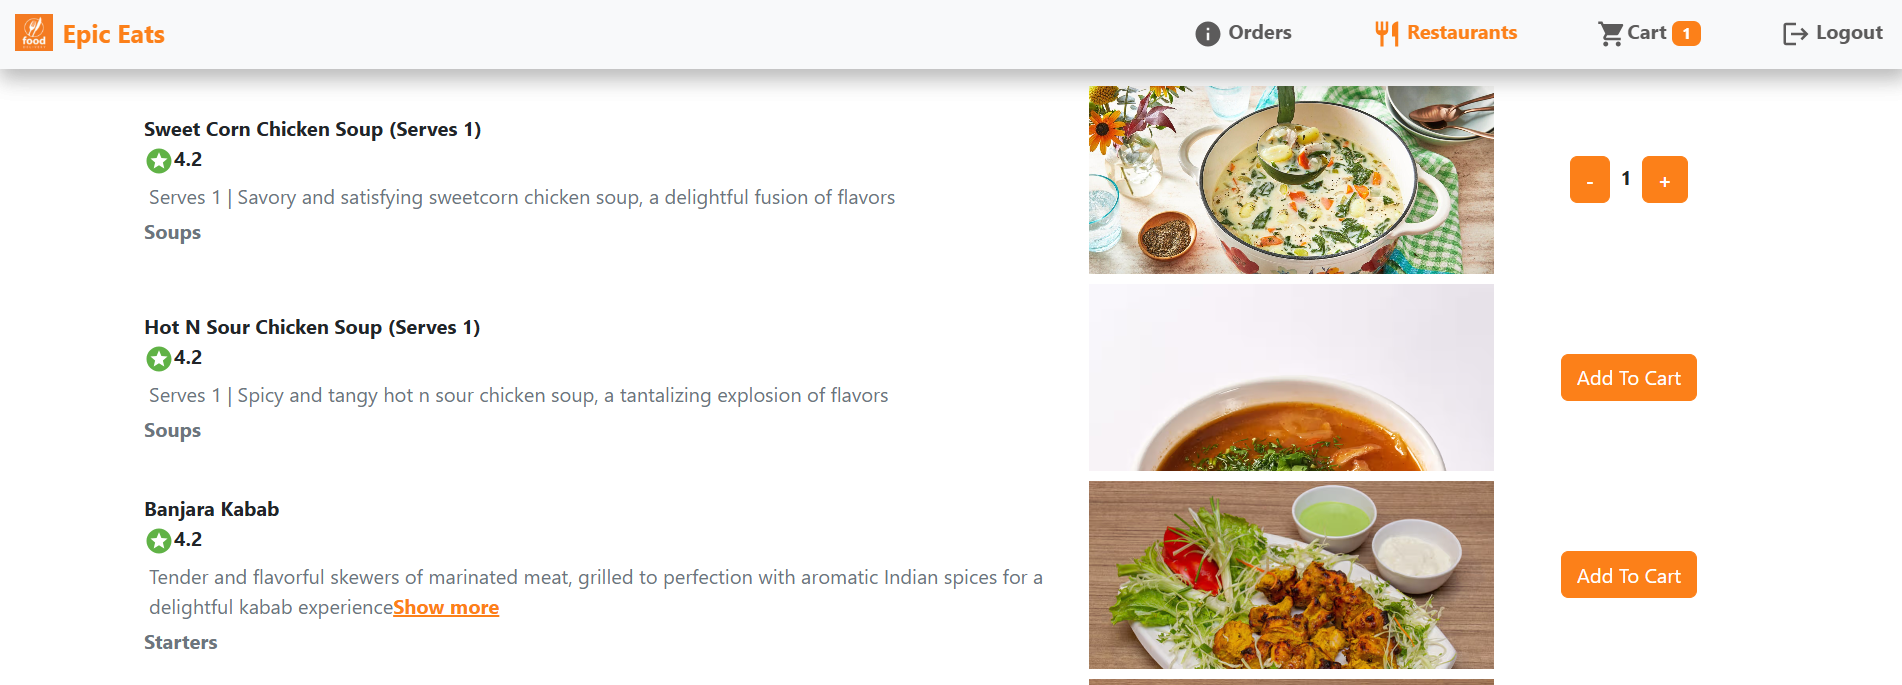 food
Epic Eats
Orders
Restaurants
Cart 1
Logout
Sweet Corn Chicken Soup (Serves 1)
4.2
Serves 1 | Savory and satisfying sweetcorn chicken soup, a delightful fusion of flavors
Soups
- 1 +
Hot N Sour Chicken Soup (Serves 1)
4.2
Serves 1 | Spicy and tangy hot n sour chicken soup, a tantalizing explosion of flavors
Soups
Add To Cart
Banjara Kabab
4.2
Tender and flavorful skewers of marinated meat, grilled to perfection with aromatic Indian spices for a
delightful kabab experienceShow more
Starters
Add To Cart